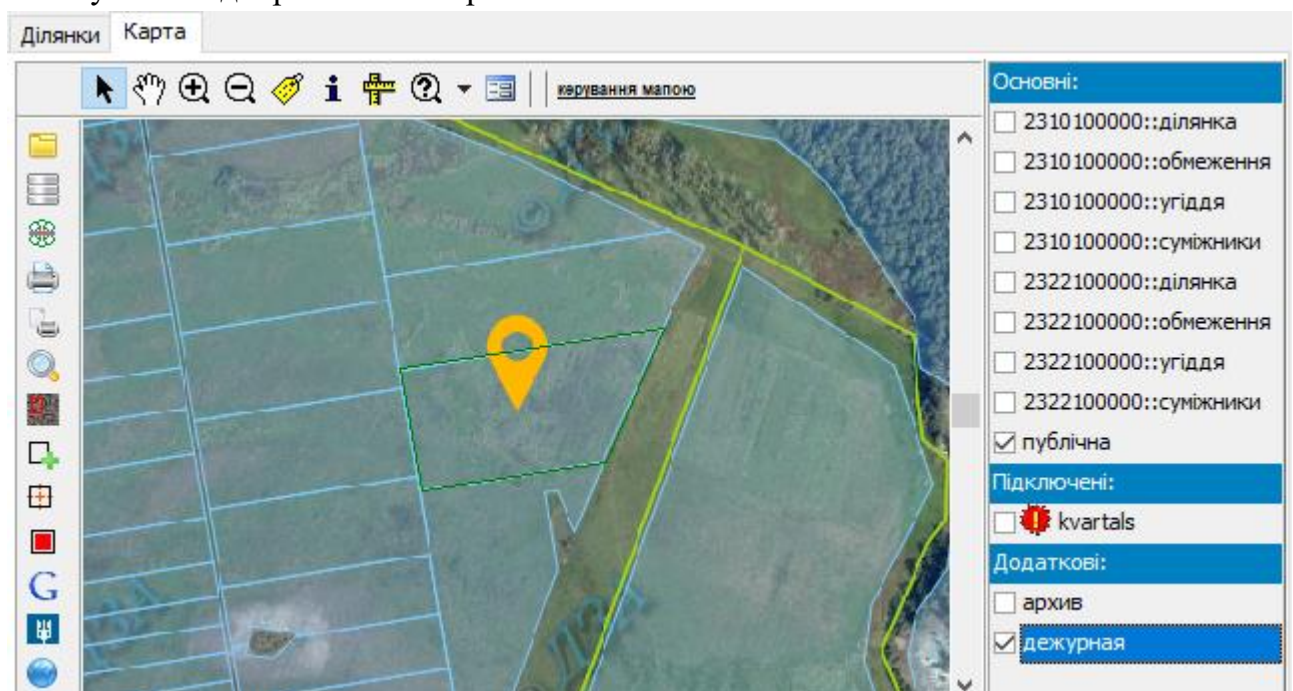 Ділянки Карта
керування мапою
Основні:
2310100000::ділянка
2310100000::обмеження
2310100000::угіддя
2310100000::суміжники
2322100000::ділянка
2322100000::обмеження
2322100000::угіддя
2322100000::суміжники
публічна
Підключені:
kvartals
Додаткові:
архив
дежурная
G